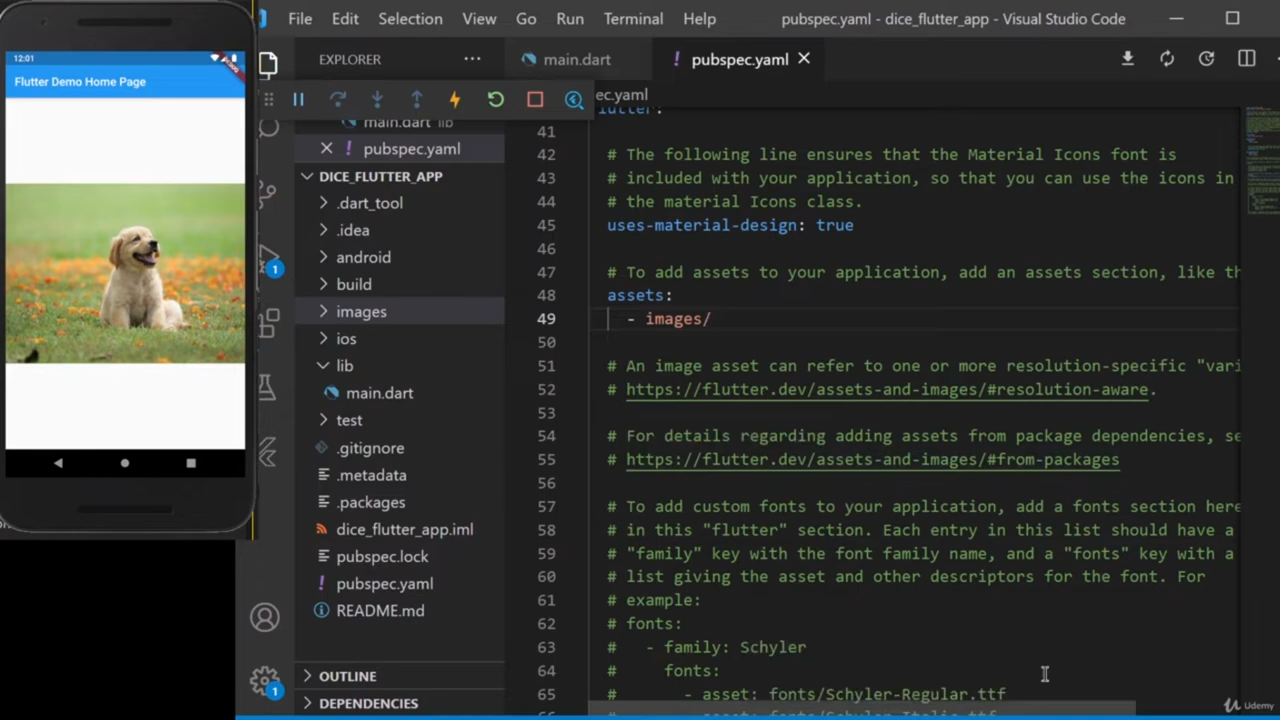 12:01
Flutter Demo Home Page
File Edit Selection View Go Run Terminal Help
pubspec.yaml - dice_flutter_app - Visual Studio Code
EXPLORER
main.dart
pubspec.yaml
ec.yaml
main.dart lib
pubspec.yaml
DICE_FLUTTER_APP
.dart_tool
.idea
android
build
images
ios
lib
main.dart
test
.gitignore
.metadata
.packages
dice_flutter_app.iml
pubspec.lock
pubspec.yaml
README.md
OUTLINE
DEPENDENCIES
1
1
lutter:
41
42 # The following line ensures that the Material Icons font is
43 # included with your application, so that you can use the icons in
44 # the material Icons class.
45 uses-material-design: true
46
47 # To add assets to your application, add an assets section, like th
48 assets:
49 - images/
50
51 # An image asset can refer to one or more resolution-specific "vari
52 # https://flutter.dev/assets-and-images/#resolution-aware.
53
54 # For details regarding adding assets from package dependencies, se
55 # https://flutter.dev/assets-and-images/#from-packages
56
57 # To add custom fonts to your application, add a fonts section here
58 # in this "flutter" section. Each entry in this list should have a
59 # "family" key with the font family name, and a "fonts" key with a
60 # list giving the asset and other descriptors for the font. For
61 # example:
62 # fonts:
63 # - family: Schyler
64 # fonts:
65 # - asset: fonts/Schyler-Regular.ttf
# - asset: fonts/Schyler-Italic.ttf
Udemy